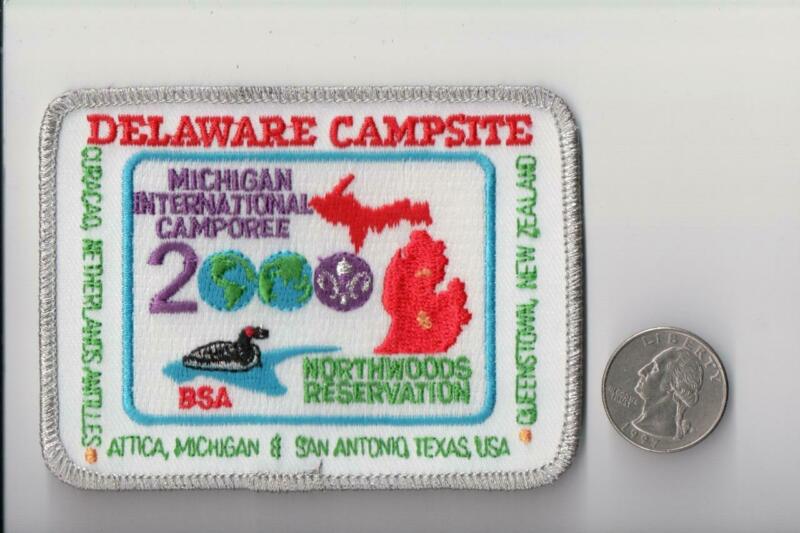 DELAWARE CAMPSITE
CURACAO, NETHERLANDS ANTILLES
MICHIGAN
INTERNATIONAL
CAMPOREE
2000
BSA
NORTHWOODS
RESERVATION
QUEENSTOWN, NEW ZEALAND
ATTICA, MICHIGAN & SAN ANTONIO, TEXAS, USA
LIBERTY